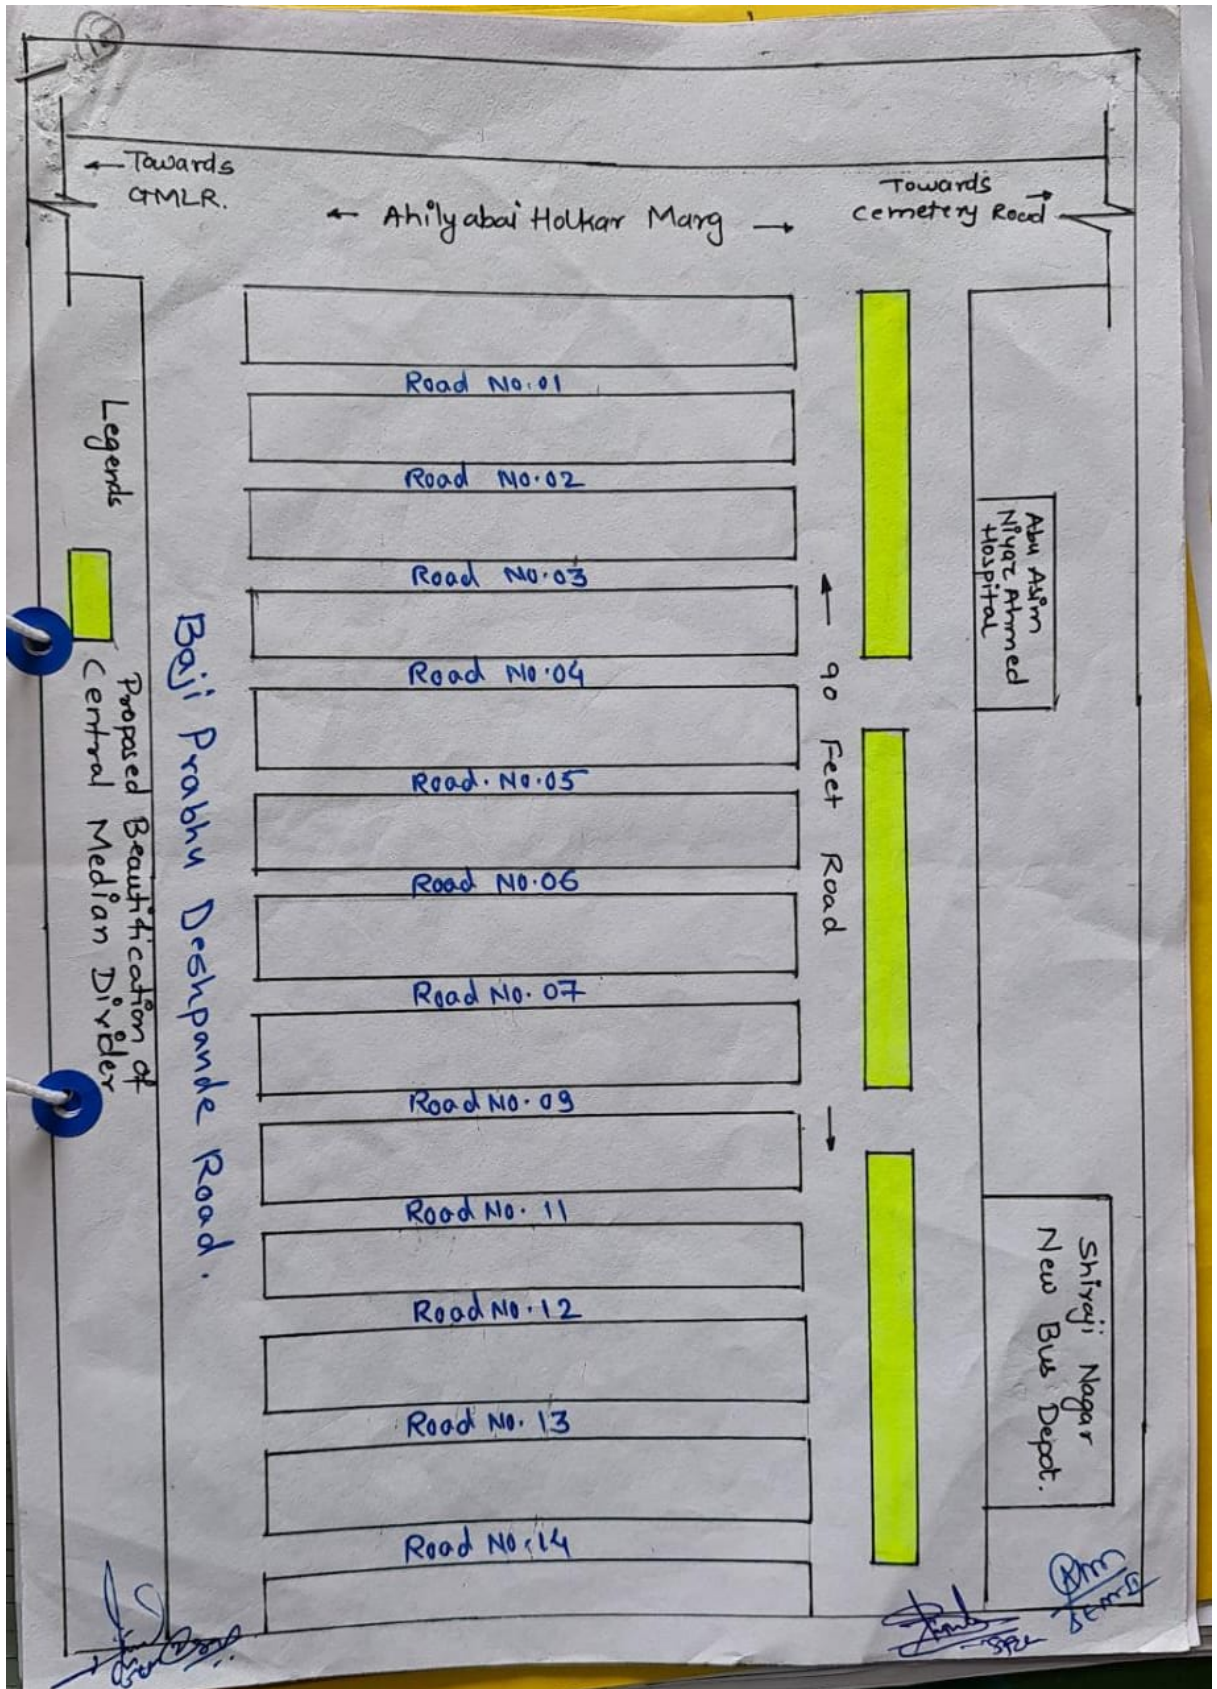 15
← Towards
GMLR.
← Ahilyabai Holkar Marg →
Towards →
Cemetery Road
Road No.01
Road No.02
Road No.03
Road No.04
Road. No.05
Road No.06
Road No. 07
Road No. 09
Road No. 11
Road No. 12
Road No. 13
Road No. 14
← 90 Feet Road →
Abu Asim
Niyaz Ahmed
Hospital
Shivaji Nagar
New Bus Depot.
Baji Prabhu Deshpande Road.
Legends
Proposed Beautification of
Central Median Divider